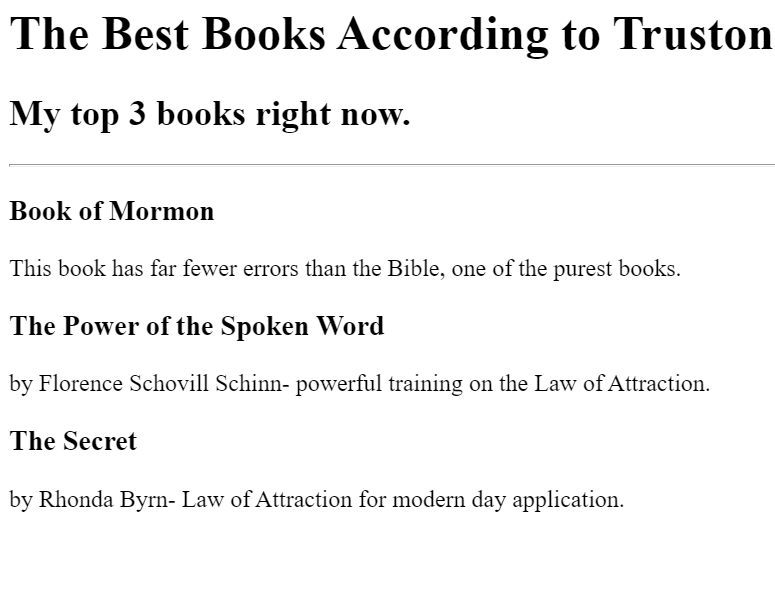 The Best Books According to Truston
My top 3 books right now.
Book of Mormon
This book has far fewer errors than the Bible, one of the purest books.
The Power of the Spoken Word
by Florence Schovill Schinn- powerful training on the Law of Attraction.
The Secret
by Rhonda Byrn- Law of Attraction for modern day application.